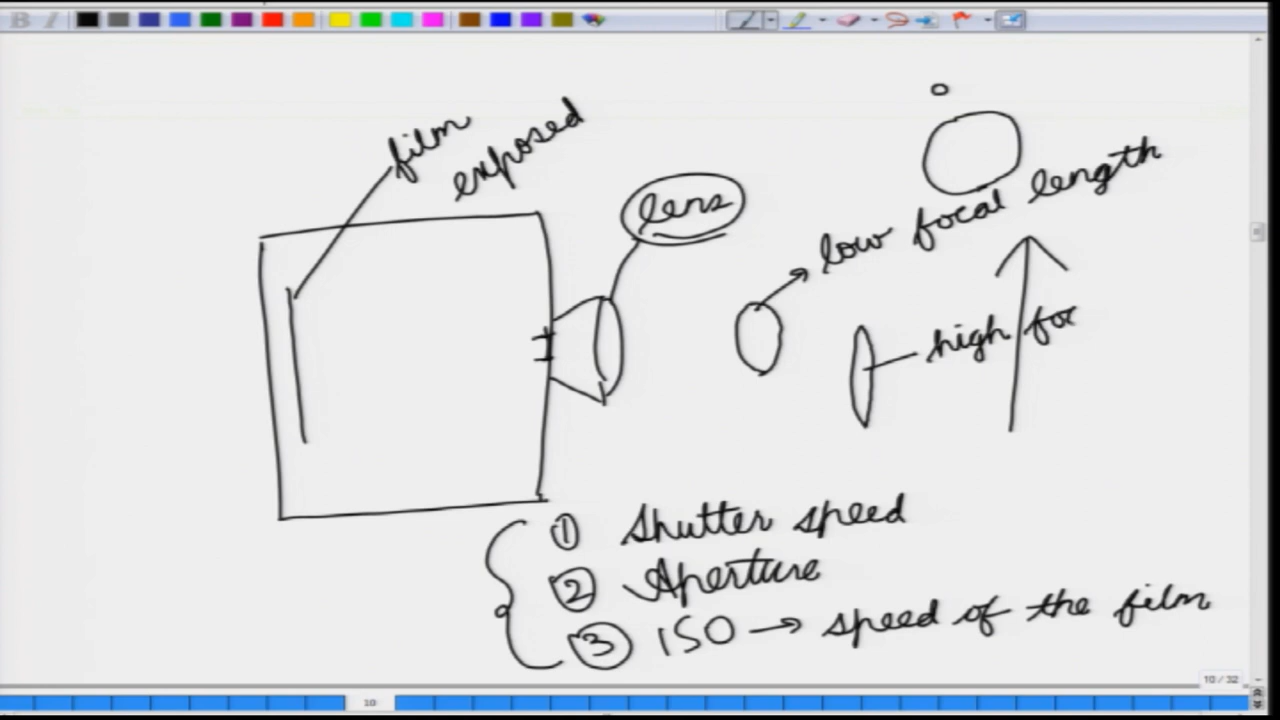 B I
film
exposed
lens
low focal length
high foc
① Shutter speed
② Aperture
③ ISO → speed of the film
10 / 32
10